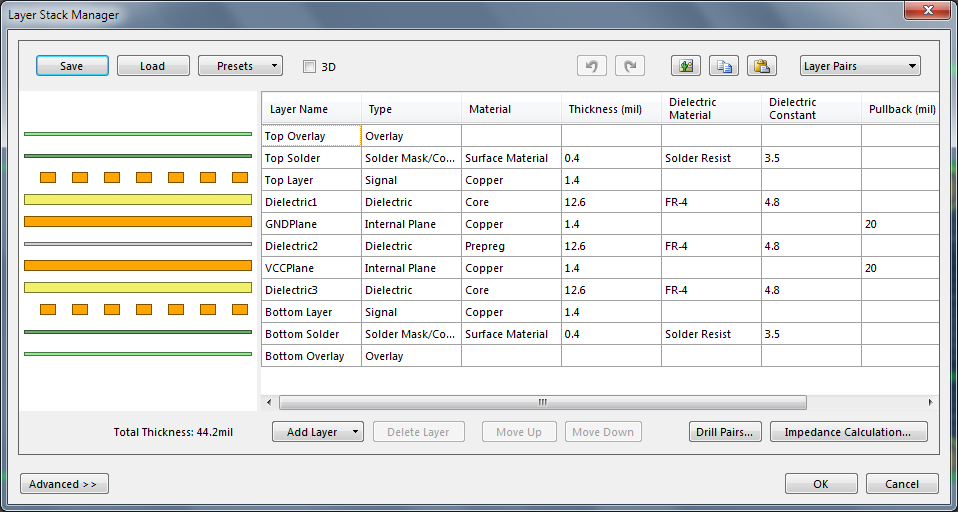 Layer Stack Manager
Save Load Presets 3D Layer Pairs
Layer Name Type Material Thickness (mil) Dielectric Material Dielectric Constant Pullback (mil)
Top Overlay Overlay
Top Solder Solder Mask/Co... Surface Material 0.4 Solder Resist 3.5
Top Layer Signal Copper 1.4
Dielectric1 Dielectric Core 12.6 FR-4 4.8
GNDPlane Internal Plane Copper 1.4 20
Dielectric2 Dielectric Prepreg 12.6 FR-4 4.8
VCCPlane Internal Plane Copper 1.4 20
Dielectric3 Dielectric Core 12.6 FR-4 4.8
Bottom Layer Signal Copper 1.4
Bottom Solder Solder Mask/Co... Surface Material 0.4 Solder Resist 3.5
Bottom Overlay Overlay
Total Thickness: 44.2mil Add Layer Delete Layer Move Up Move Down Drill Pairs... Impedance Calculation...
Advanced >> OK Cancel